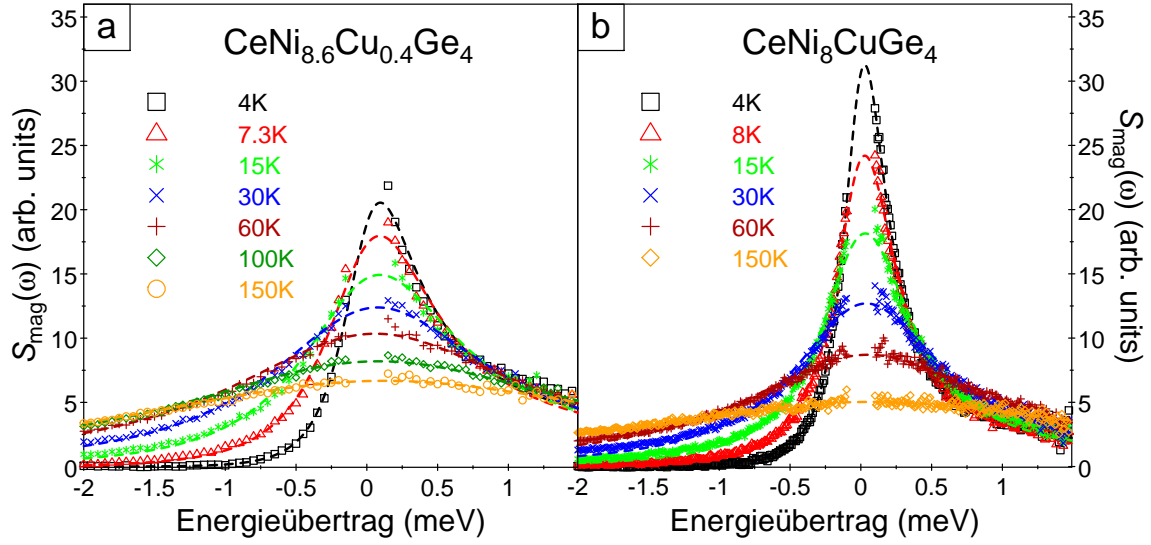 a
CeNi8.6Cu0.4Ge4
4K
7.3K
15K
30K
60K
100K
150K
Smag(ω) (arb. units)
0
5
10
15
20
25
30
35
-2
-1.5
-1
-0.5
0
0.5
1
Energieübertrag (meV)
b
CeNi8CuGe4
4K
8K
15K
30K
60K
150K
-2
-1.5
-1
-0.5
0
0.5
1
Energieübertrag (meV)
0
5
10
15
20
25
30
35
Smag(ω) (arb. units)